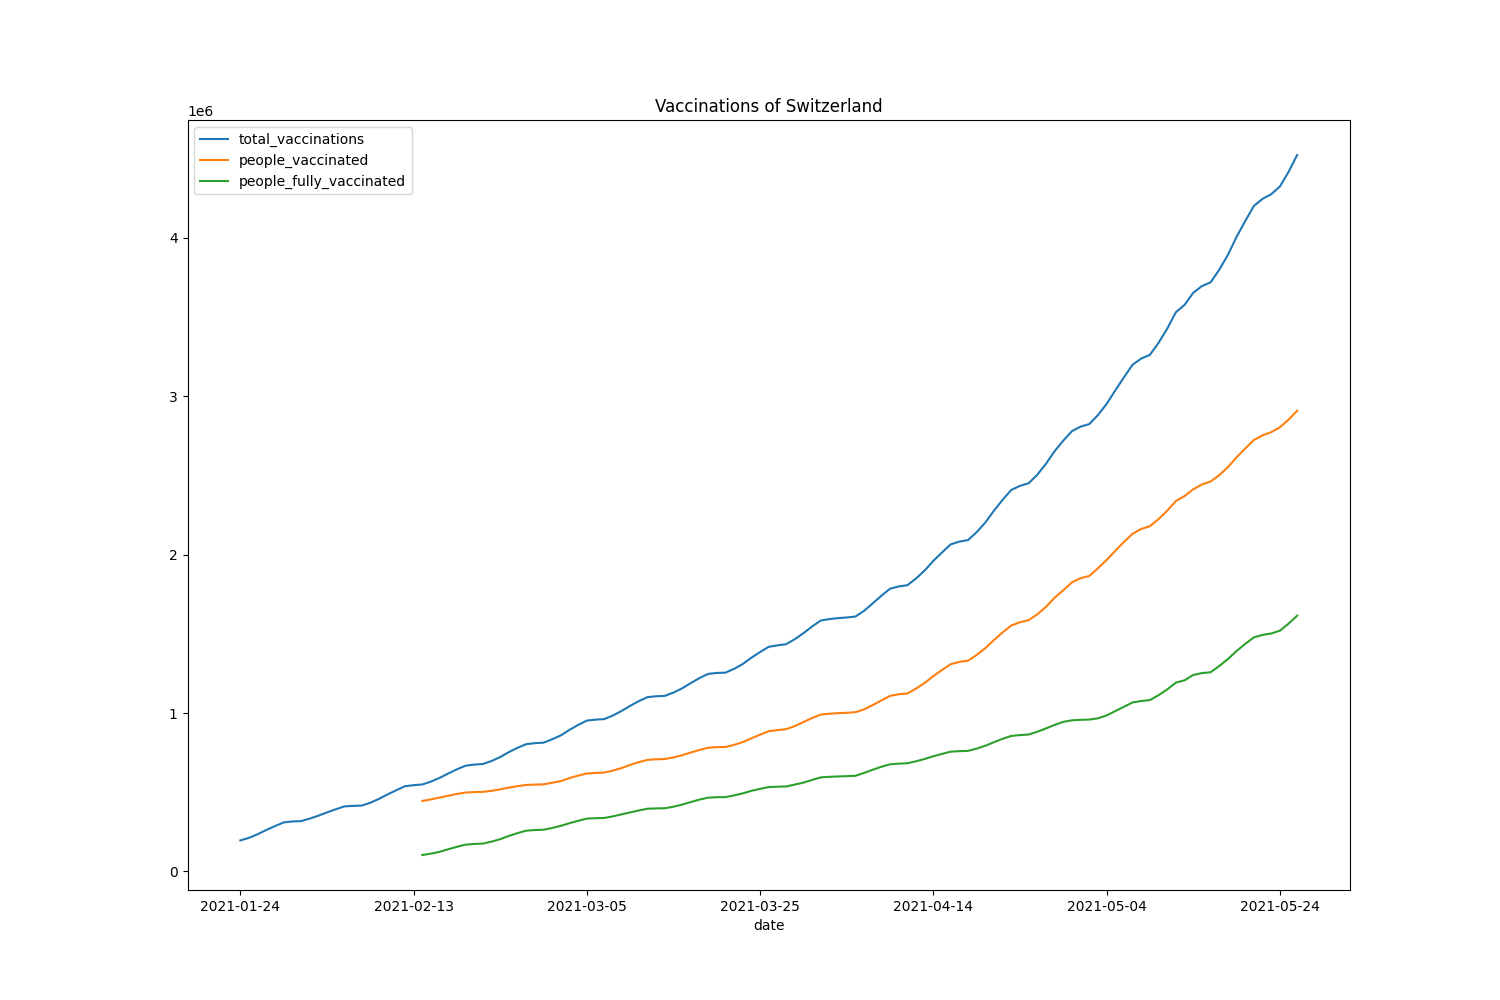 Vaccinations of Switzerland
1e6
total_vaccinations
people_vaccinated
people_fully_vaccinated
4
3
2
1
0
2021-01-24 2021-02-13 2021-03-05 2021-03-25 2021-04-14 2021-05-04 2021-05-24
date